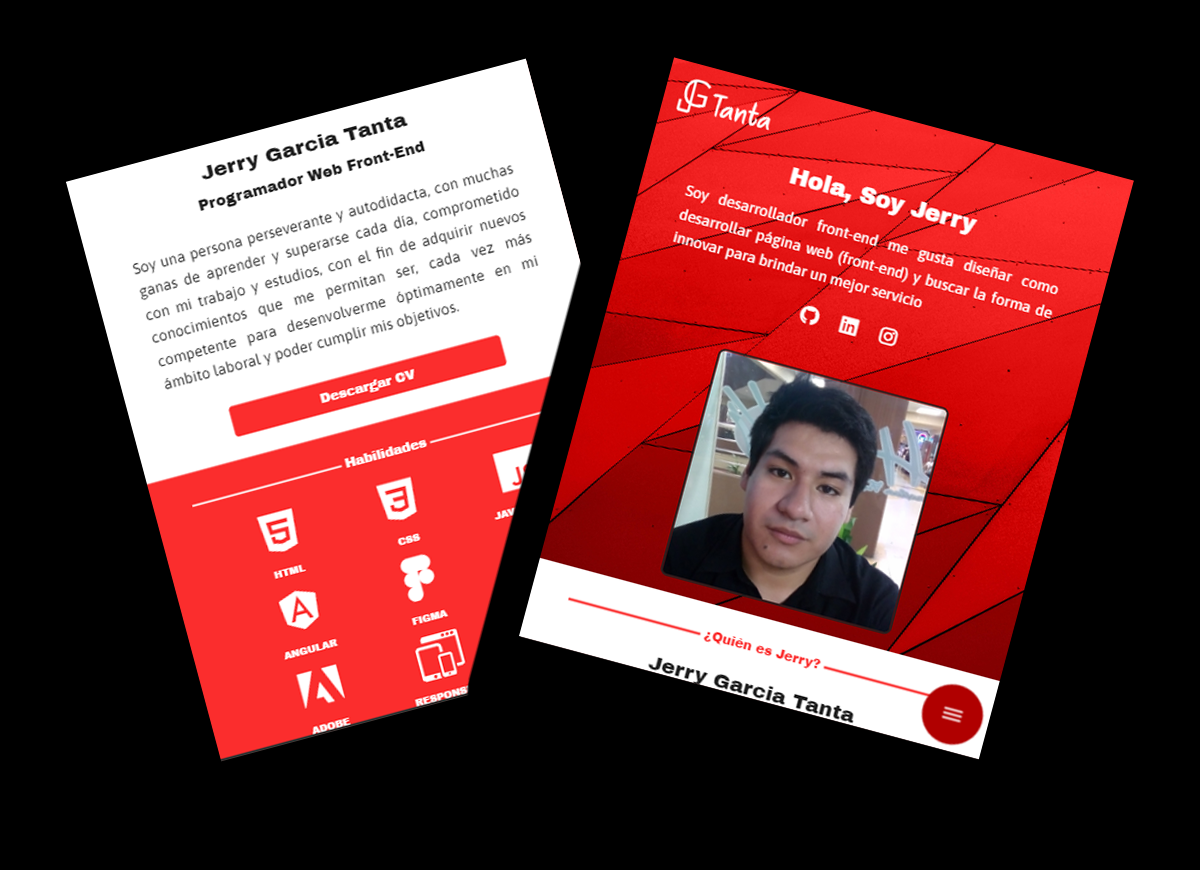 Jerry Garcia Tanta
Programador Web Front-End
Soy una persona perseverante y autodidacta, con muchas
ganas de aprender y superarse cada día, comprometido
con mi trabajo y estudios, con el fin de adquirir nuevos
conocimientos que me permitan ser, cada vez más
competente para desenvolverme óptimamente en mi
ámbito laboral y poder cumplir mis objetivos.
Descargar CV
Habilidades
HTML
CSS
ANGULAR
FIGMA
ADOBE
JG Tanta
Hola, Soy Jerry
Soy desarrollador front-end me gusta diseñar como
desarrollar página web (front-end) y buscar la forma de
innovar para brindar un mejor servicio
¿Quién es Jerry?
Jerry Garcia Tanta